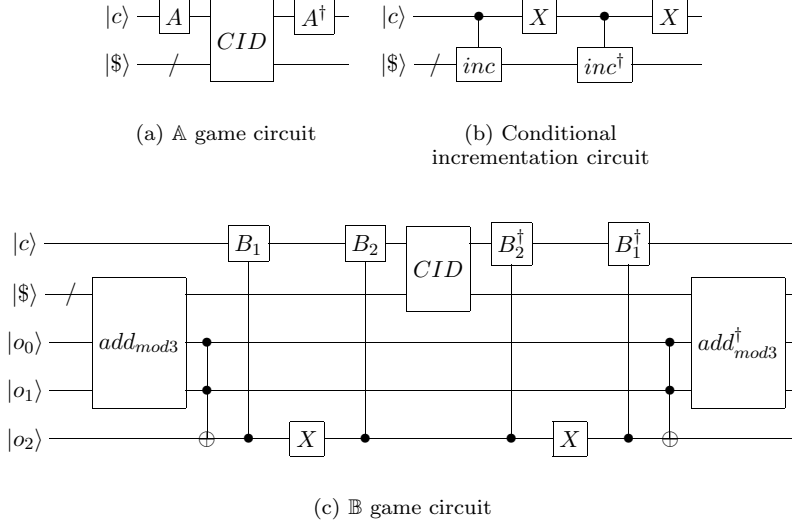 |c⟩ A CID A†
|$⟩
(a) 𝔸 game circuit
|c⟩ X X
|$⟩ inc inc†
(b) Conditional
incrementation circuit
|c⟩ B₁ B₂ CID B₂† B₁†
|$⟩
|o₀⟩ add_mod3 add†_mod3
|o₁⟩
|o₂⟩ X X
(c) 𝔹 game circuit